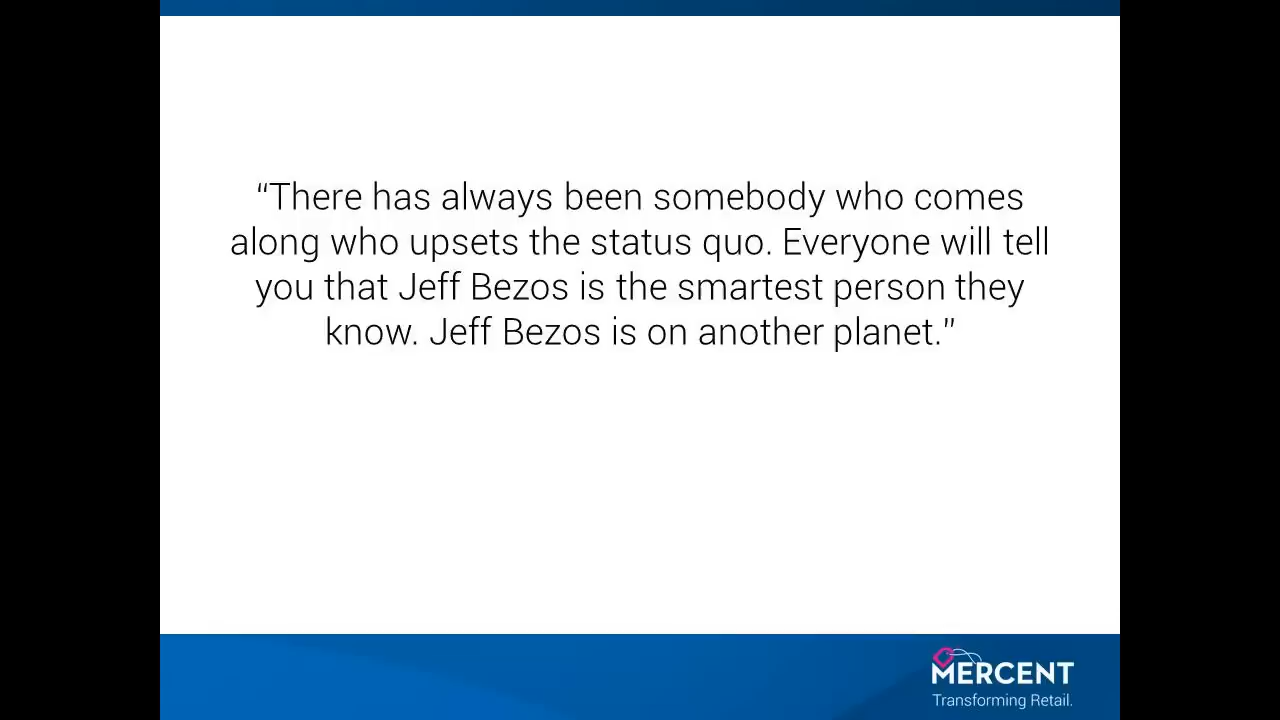 “There has always been somebody who comes
along who upsets the status quo. Everyone will tell
you that Jeff Bezos is the smartest person they
know. Jeff Bezos is on another planet.”
MERCENT
Transforming Retail.